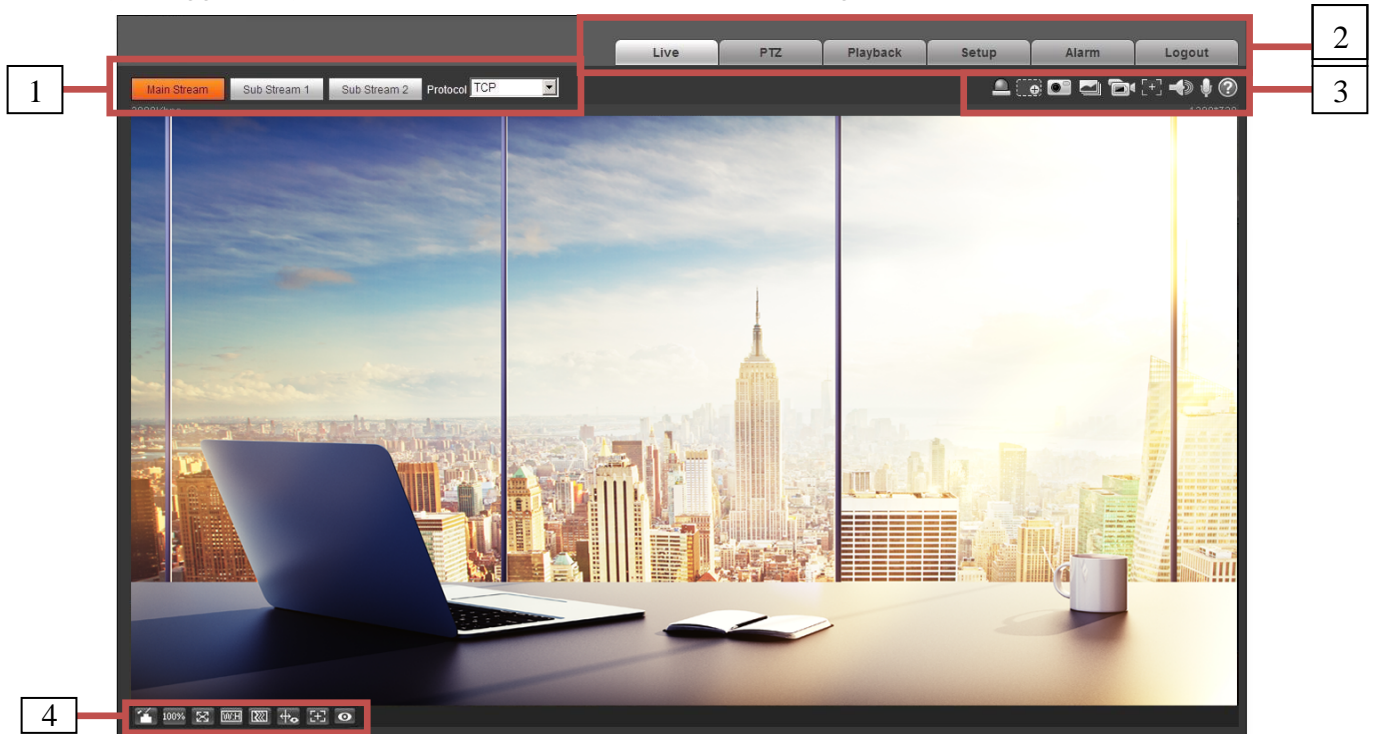 2
Live PTZ Playback Setup Alarm Logout
1
Main Stream Sub Stream 1 Sub Stream 2 Protocol TCP
3
4
100% W:H